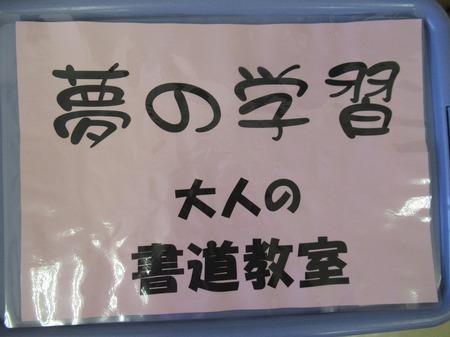 夢の学習
大人の
書道教室